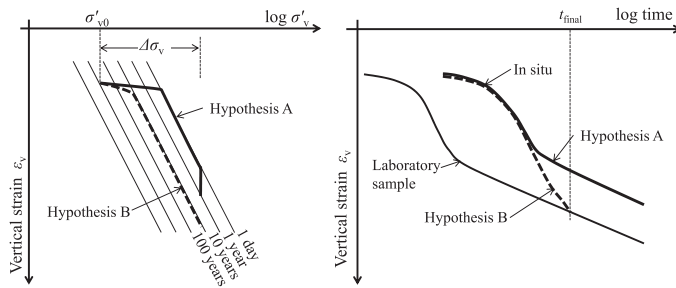 σ′v0
log σ′v
Δσv
Hypothesis A
Hypothesis B
1 day
1 year
10 years
100 years
Vertical strain εv
tfinal
log time
In situ
Hypothesis A
Laboratory
sample
Hypothesis B
Vertical strain εv